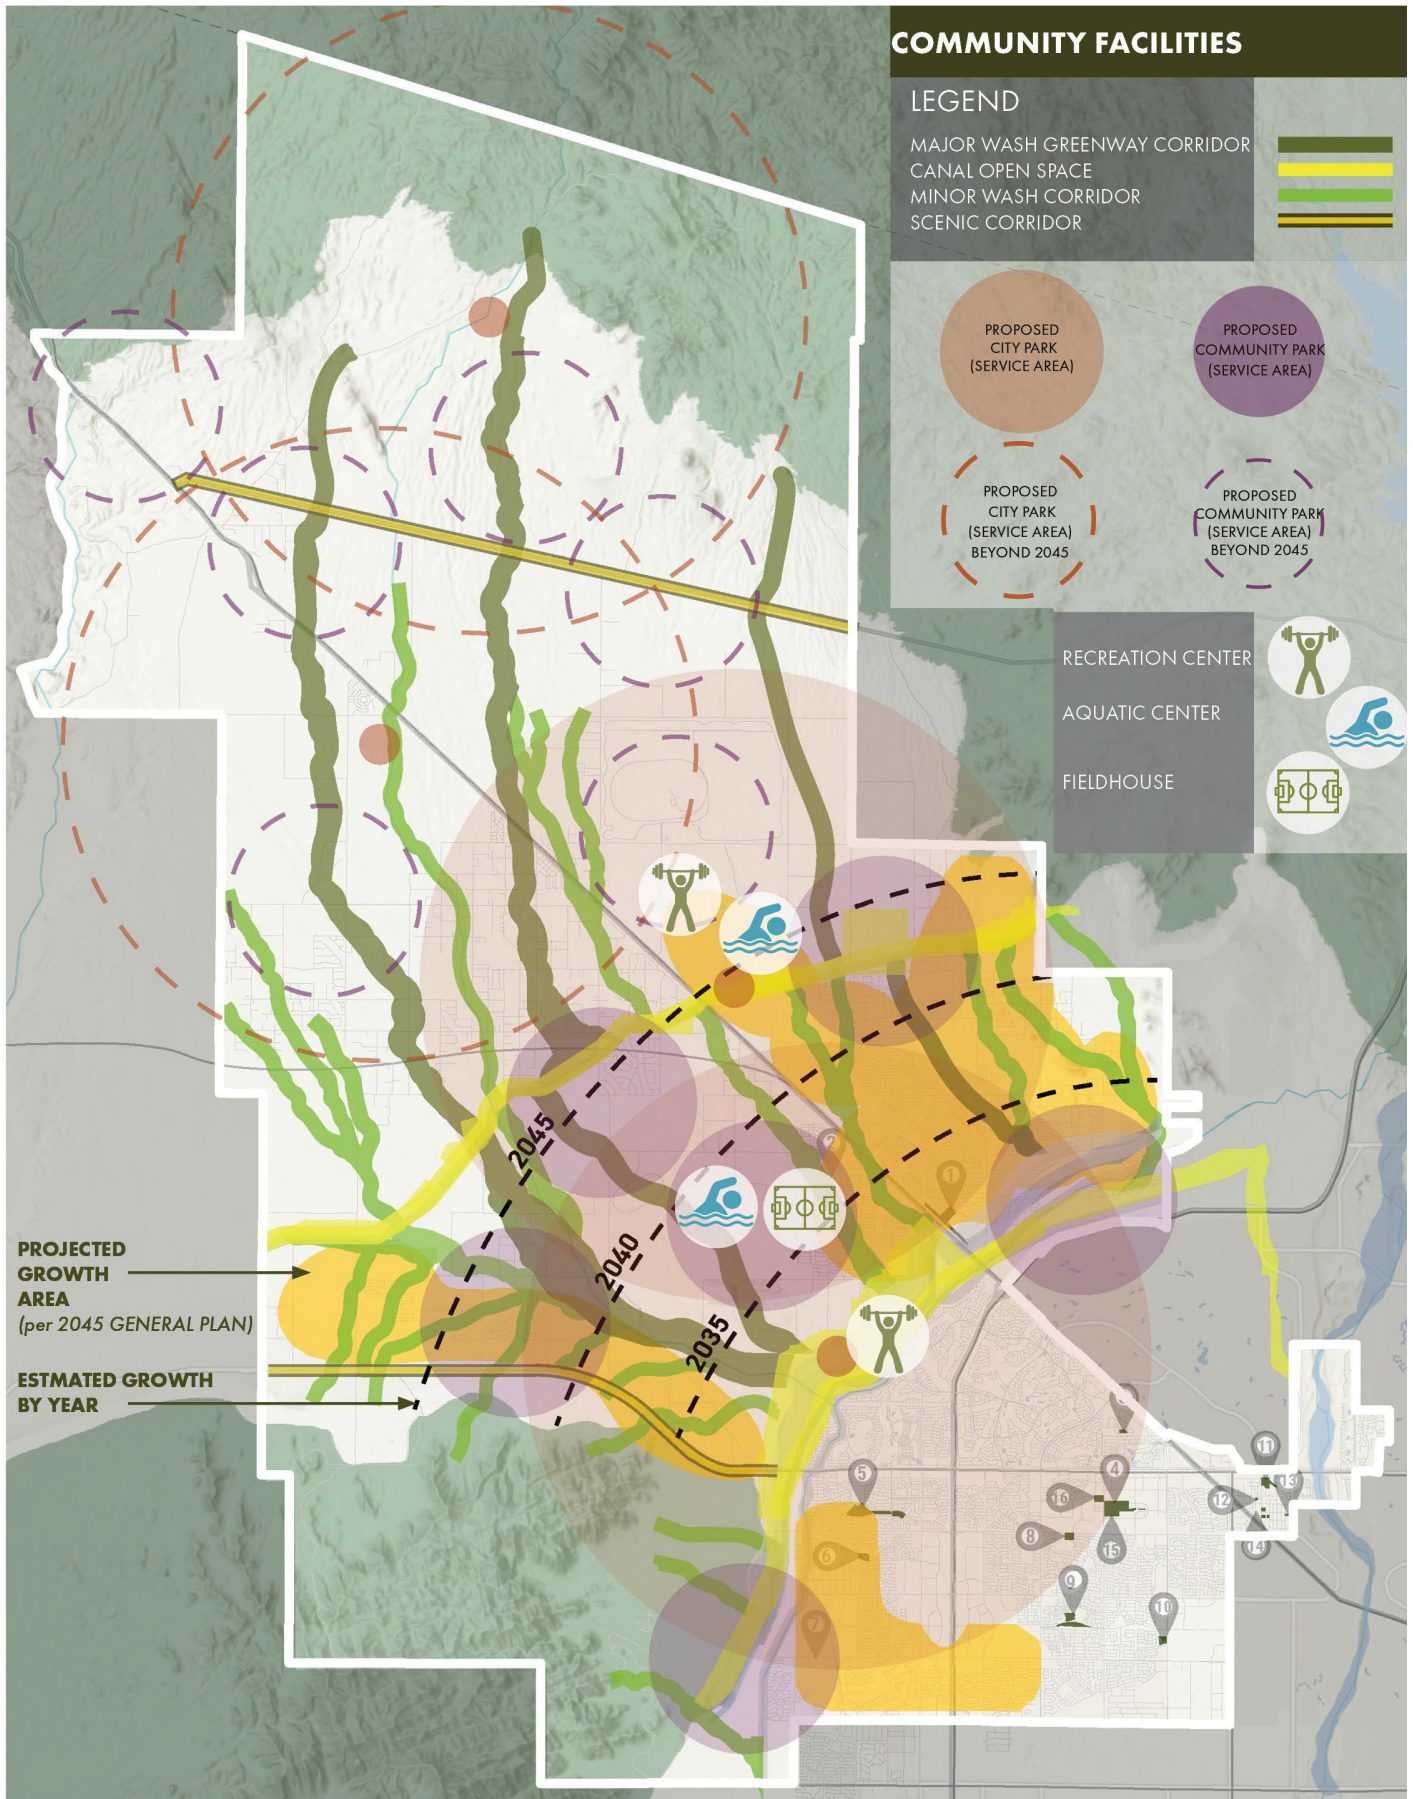 COMMUNITY FACILITIES
LEGEND
MAJOR WASH GREENWAY CORRIDOR
CANAL OPEN SPACE
MINOR WASH CORRIDOR
SCENIC CORRIDOR
PROPOSED
CITY PARK
(SERVICE AREA)
PROPOSED
COMMUNITY PARK
(SERVICE AREA)
PROPOSED
CITY PARK
(SERVICE AREA)
BEYOND 2045
PROPOSED
COMMUNITY PARK
(SERVICE AREA)
BEYOND 2045
RECREATION CENTER
AQUATIC CENTER
FIELDHOUSE
2045
2040
2035
2
1
PROJECTED
GROWTH
AREA
(per 2045 GENERAL PLAN)
ESTMATED GROWTH
BY YEAR
11
5
4
13
16
12
8
15
14
6
9
10
7